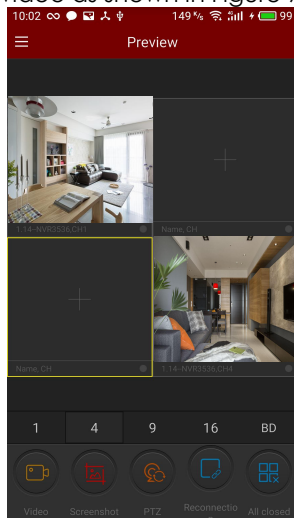 10:02 149 K/s 99
Preview
1.14-NVR3536,CH1 Name, CH
Name, CH 1.14-NVR3536,CH4
1 4 9 16 BD
Video Screenshot PTZ Reconnectio All closed